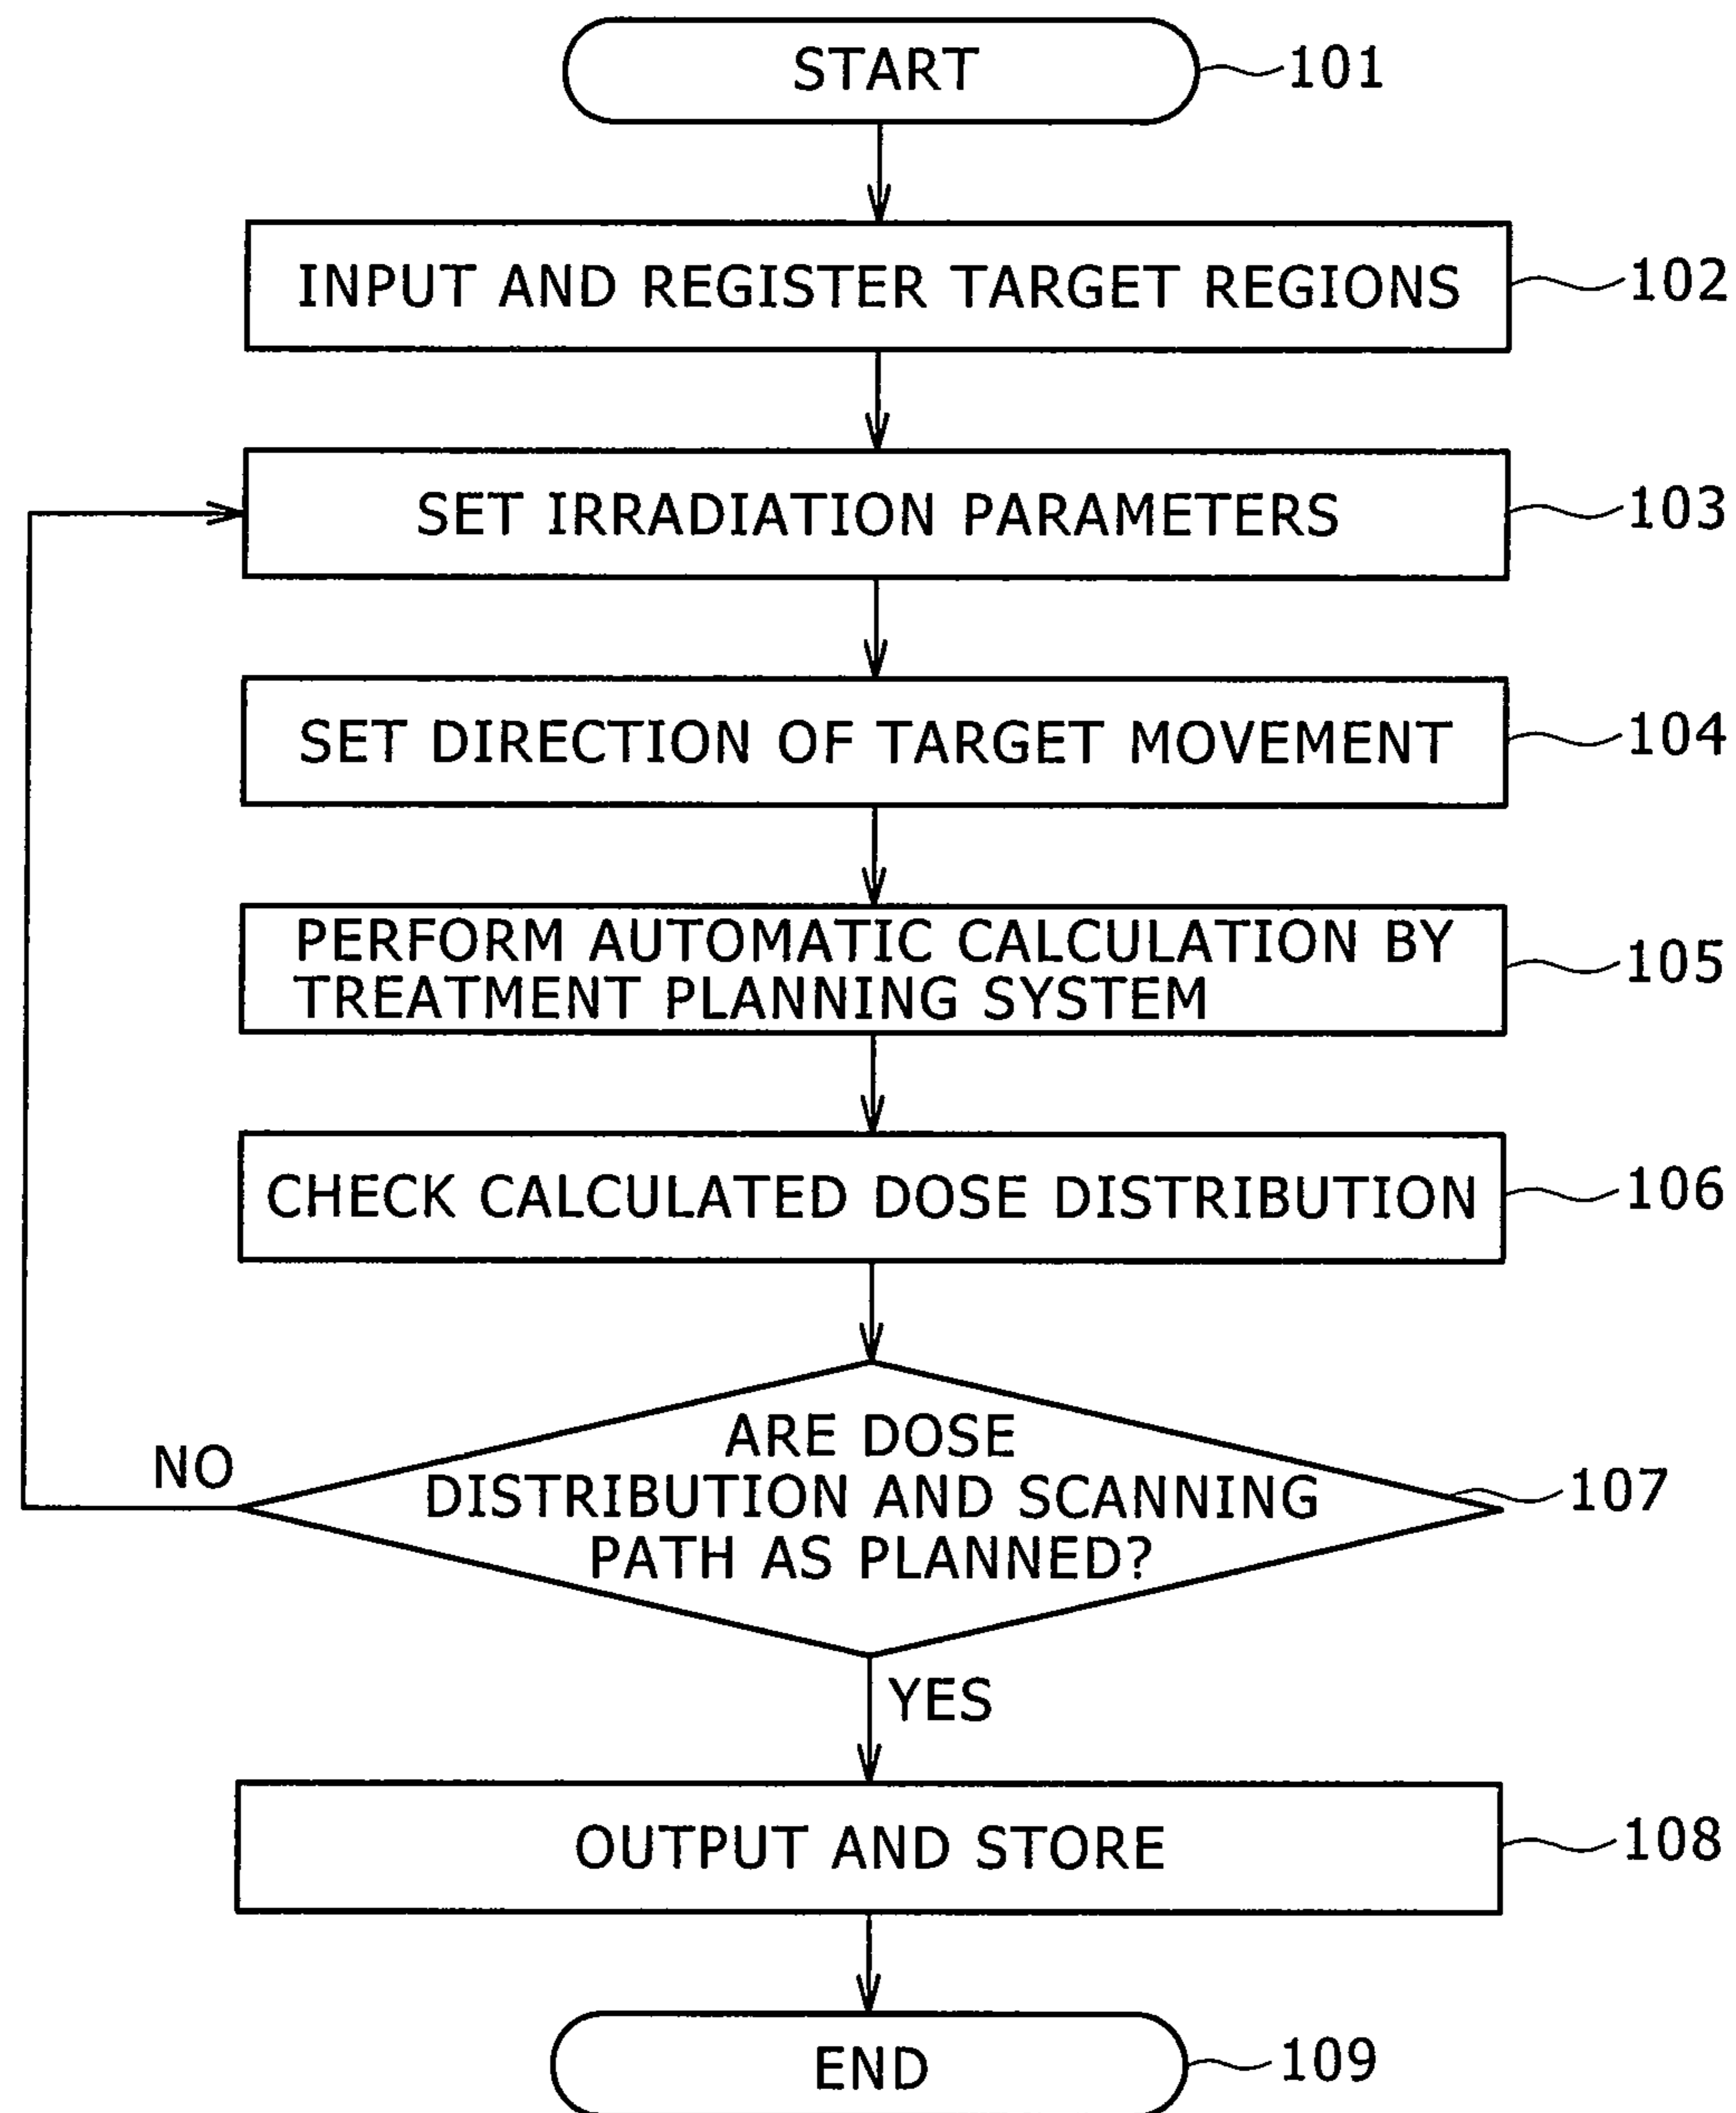 START
101
INPUT AND REGISTER TARGET REGIONS
102
SET IRRADIATION PARAMETERS
103
SET DIRECTION OF TARGET MOVEMENT
104
PERFORM AUTOMATIC CALCULATION BY
TREATMENT PLANNING SYSTEM
105
CHECK CALCULATED DOSE DISTRIBUTION
106
ARE DOSE
DISTRIBUTION AND SCANNING
PATH AS PLANNED?
107
NO
YES
OUTPUT AND STORE
108
END
109